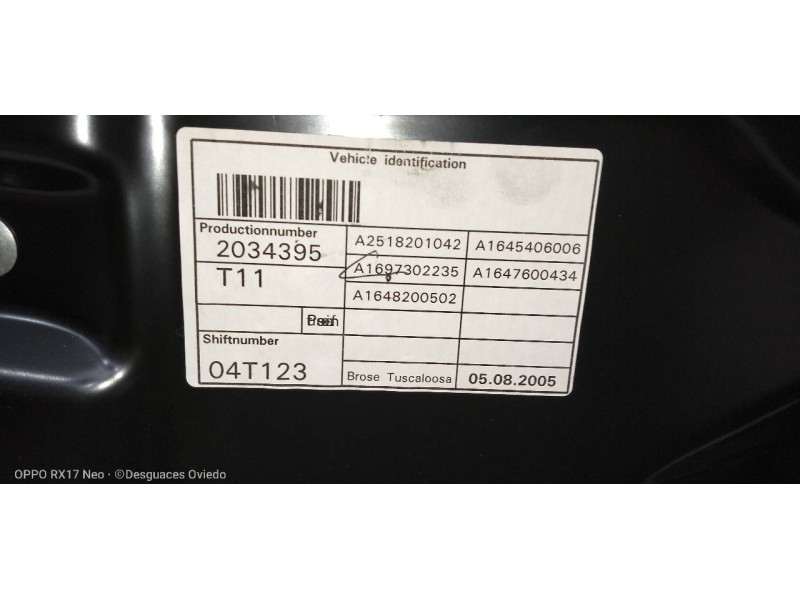 Vehicle identification
Productionnumber
2034395
A2518201042 A1645406006
T11
A1697302235 A1647600434
A1648200502
Shiftnumber
04T123
Brose Tuscaloosa 05.08.2005
OPPO RX17 Neo · ©Desguaces Oviedo